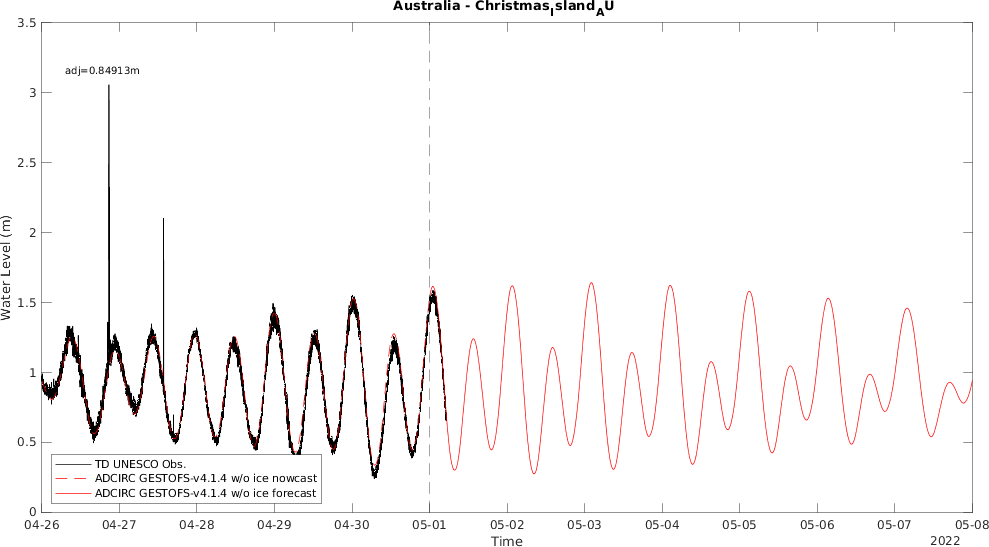 Australia - Christmas_Island_AU
adj=0.84913m
3.5
3
2.5
2
1.5
1
0.5
0
Water Level (m)
TD UNESCO Obs.
ADCIRC GESTOFS-v4.1.4 w/o ice nowcast
ADCIRC GESTOFS-v4.1.4 w/o ice forecast
04-26 04-27 04-28 04-29 04-30 05-01 05-02 05-03 05-04 05-05 05-06 05-07 05-08
Time
2022